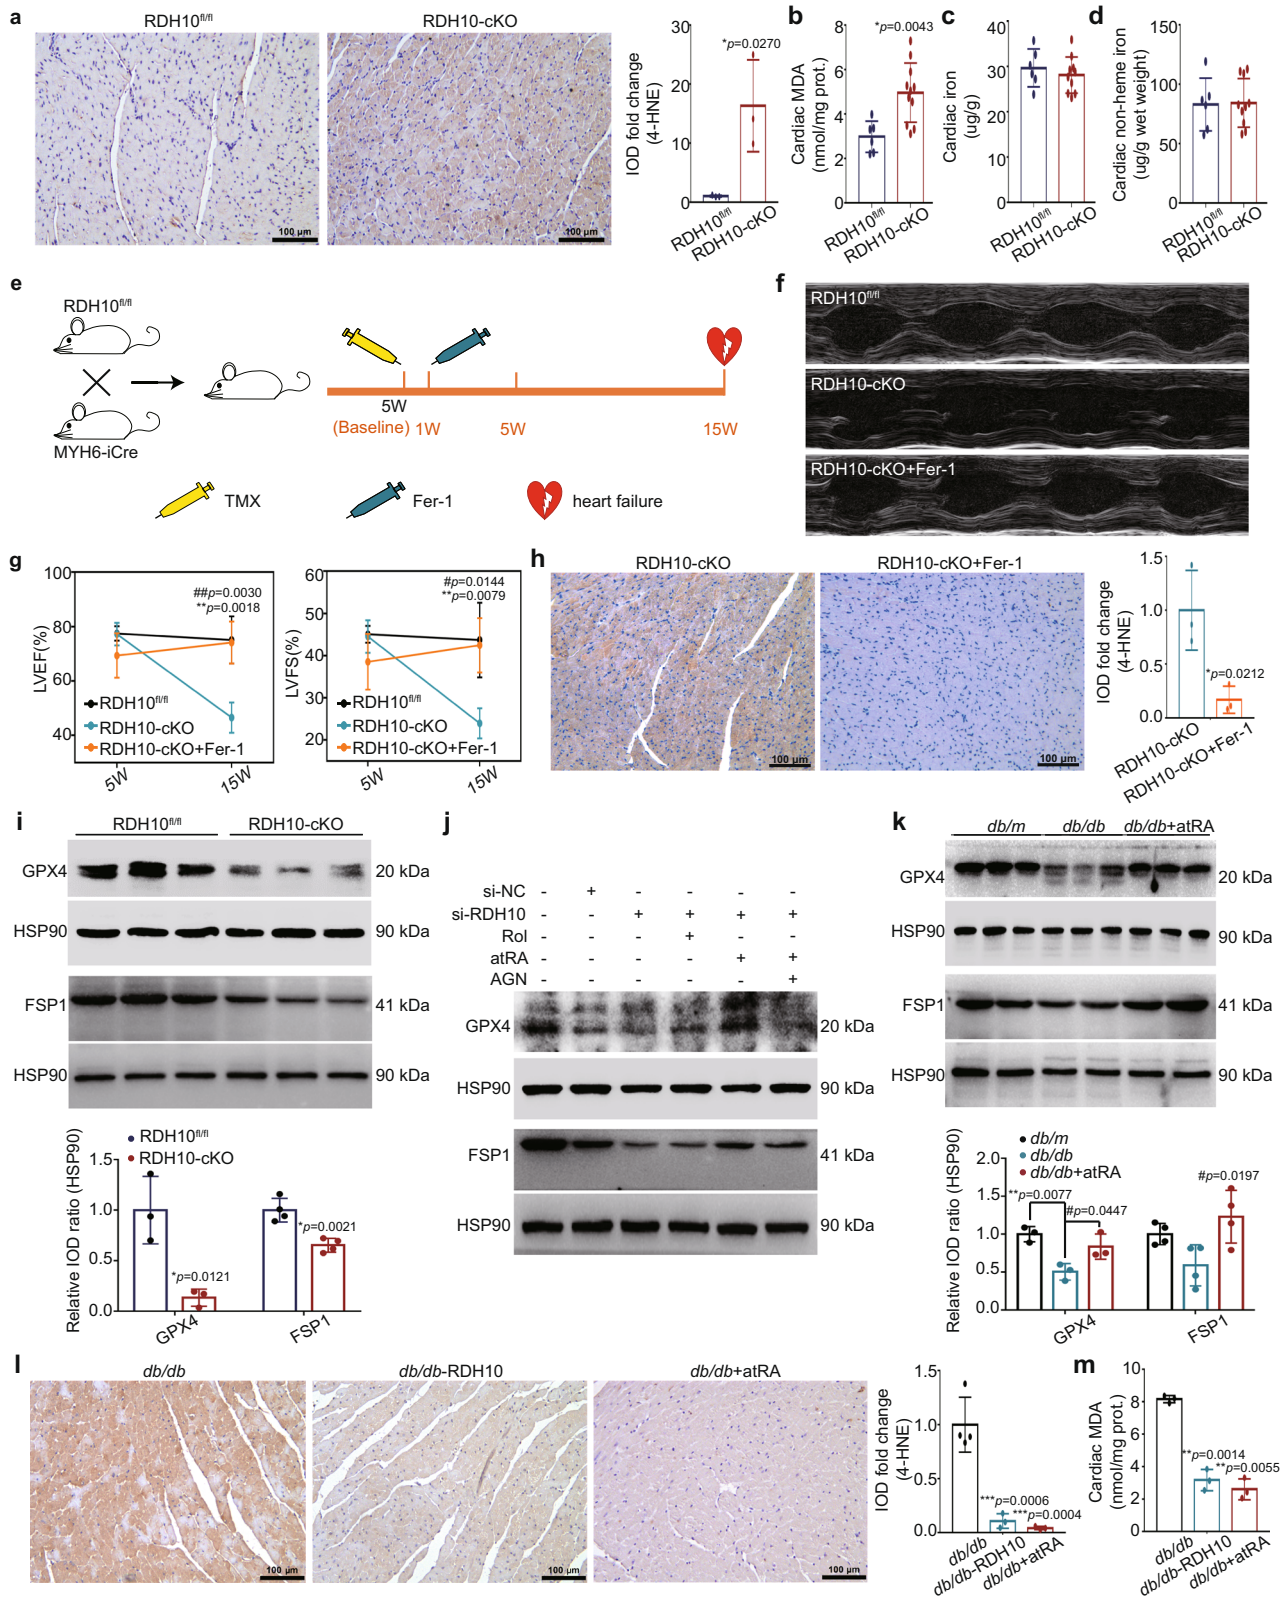 a
RDH10fl/fl
RDH10-cKO
100 µm
100 µm
IOD fold change
(4-HNE)
30
20
10
0
*p=0.0270
RDH10fl/fl
RDH10-cKO
b
Cardiac MDA
(nmol/mg prot.)
8
6
4
2
0
*p=0.0043
RDH10fl/fl
RDH10-cKO
c
Cardiac iron
(ug/g)
40
30
20
10
0
RDH10fl/fl
RDH10-cKO
d
Cardiac non-heme iron
(ug/g wet weight)
150
100
50
0
RDH10fl/fl
RDH10-cKO
e
RDH10fl/fl
MYH6-iCre
5W
(Baseline) 1W 5W 15W
TMX
Fer-1
heart failure
f
RDH10fl/fl
RDH10-cKO
RDH10-cKO+Fer-1
g
LVEF(%)
100
80
60
40
##p=0.0030
**p=0.0018
RDH10fl/fl
RDH10-cKO
RDH10-cKO+Fer-1
5W 15W
LVFS(%)
60
50
40
30
20
#p=0.0144
**p=0.0079
RDH10fl/fl
RDH10-cKO
RDH10-cKO+Fer-1
5W 15W
h
RDH10-cKO
RDH10-cKO+Fer-1
100 µm
100 µm
IOD fold change
(4-HNE)
1.5
1.0
0.5
0.0
*p=0.0212
RDH10-cKO
RDH10-cKO+Fer-1
i
RDH10fl/fl RDH10-cKO
GPX4 20 kDa
HSP90 90 kDa
FSP1 41 kDa
HSP90 90 kDa
RDH10fl/fl
RDH10-cKO
Relative IOD ratio (HSP90)
1.5
1.0
0.5
0.0
*p=0.0121
*p=0.0021
GPX4 FSP1
j
si-NC - + - - - -
si-RDH10 - - + + + +
Rol - - - + - -
atRA - - - - + +
AGN - - - - - +
GPX4 20 kDa
HSP90 90 kDa
FSP1 41 kDa
HSP90 90 kDa
k
db/m db/db db/db+atRA
GPX4 20 kDa
HSP90 90 kDa
FSP1 41 kDa
HSP90 90 kDa
db/m
db/db
db/db+atRA
Relative IOD ratio (HSP90)
2.0
1.5
1.0
0.5
0.0
**p=0.0077
#p=0.0447
#p=0.0197
GPX4 FSP1
l
db/db
db/db-RDH10
db/db+atRA
100 µm
100 µm
100 µm
IOD fold change
(4-HNE)
1.5
1.0
0.5
0.0
***p=0.0006
***p=0.0004
db/db
db/db-RDH10
db/db+atRA
m
Cardiac MDA
(nmol/mg prot.)
10
8
6
4
2
0
**p=0.0014
**p=0.0055
db/db
db/db-RDH10
db/db+atRA